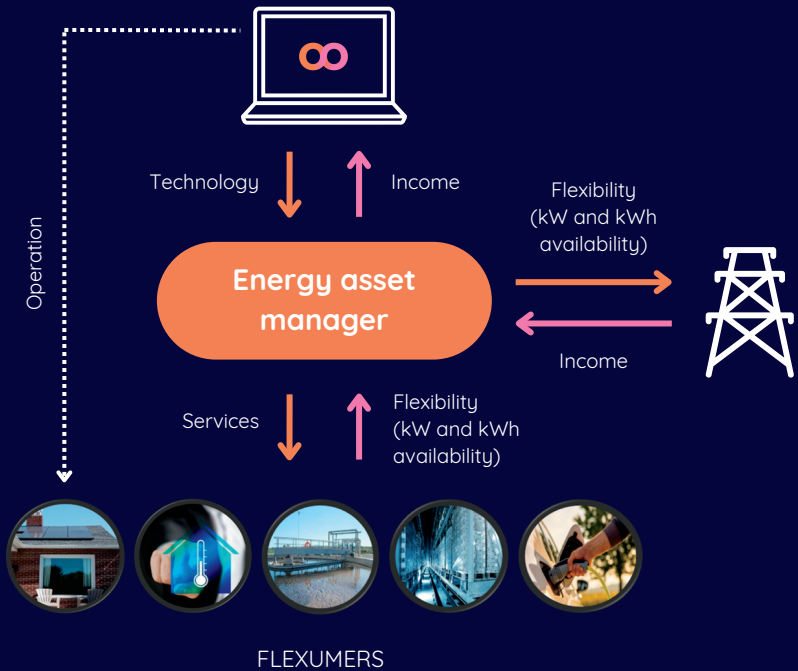 Technology
Income
Flexibility
(kW and kWh
availability)
Operation
Energy asset
manager
Income
Services
Flexibility
(kW and kWh
availability)
FLEXUMERS